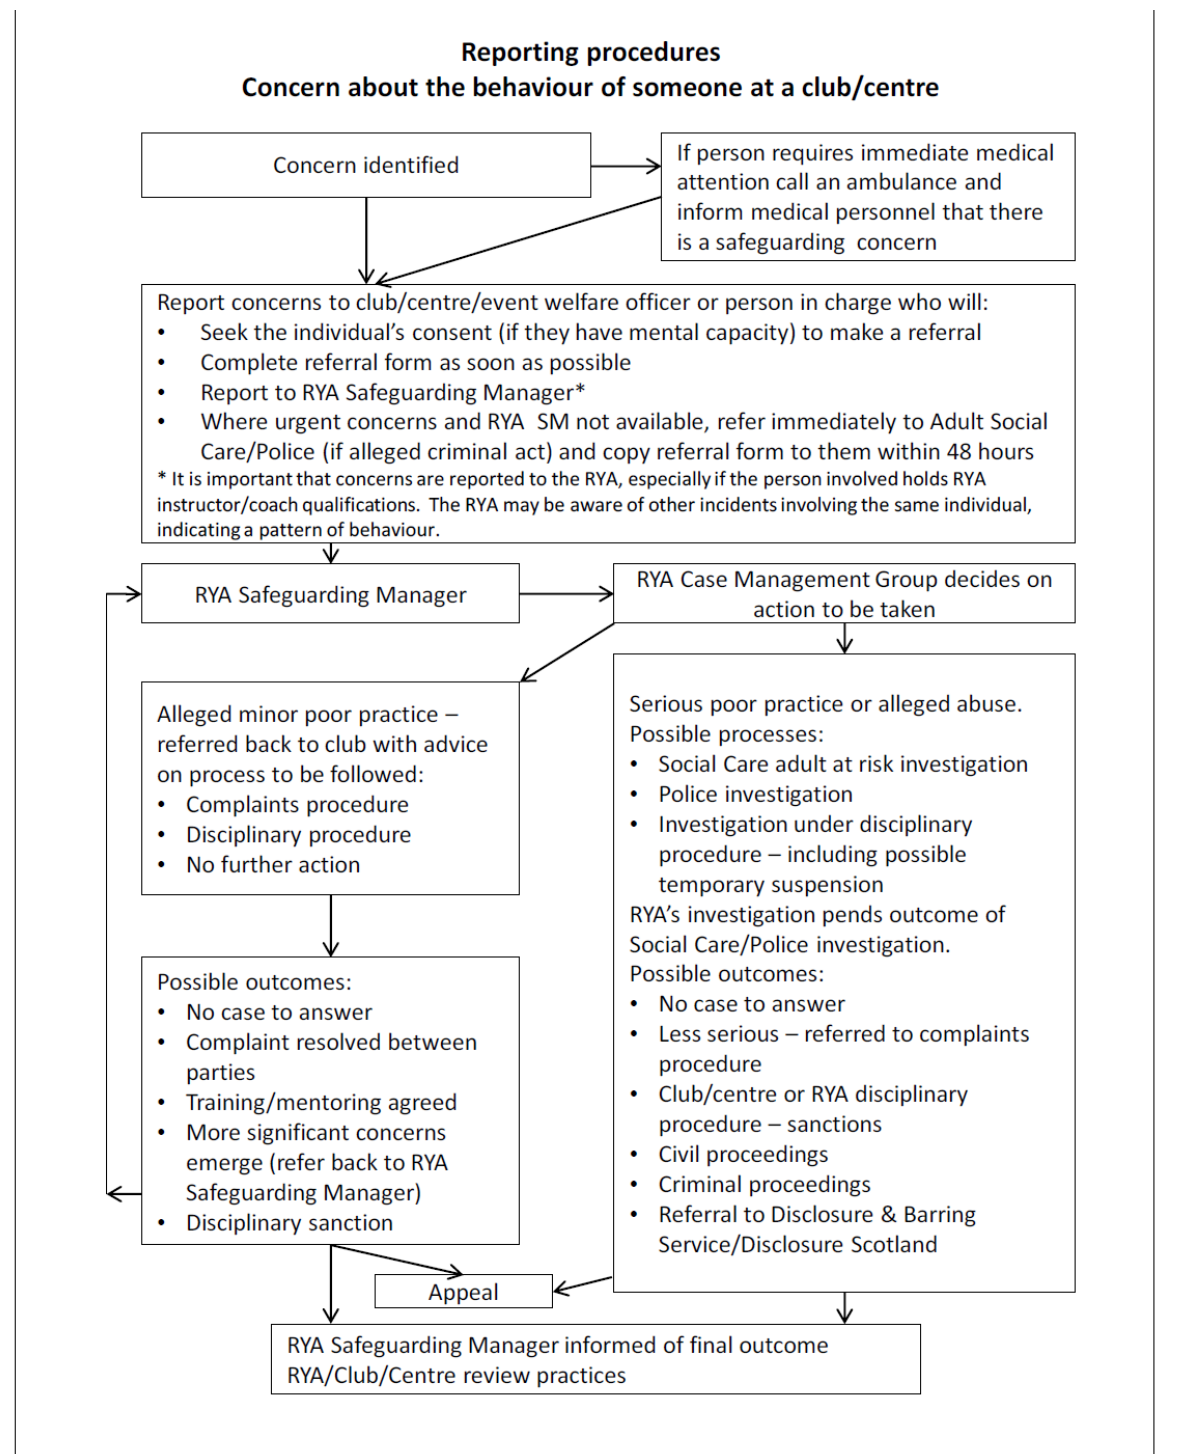 Reporting procedures
Concern about the behaviour of someone at a club/centre
Concern identified
If person requires immediate medical
attention call an ambulance and
inform medical personnel that there
is a safeguarding  concern
Report concerns to club/centre/event welfare officer or person in charge who will:
• Seek the individual's consent (if they have mental capacity) to make a referral
• Complete referral form as soon as possible
• Report to RYA Safeguarding Manager*
• Where urgent concerns and RYA  SM not available, refer immediately to Adult Social
Care/Police (if alleged criminal act) and copy referral form to them within 48 hours
* It is important that concerns are reported to the RYA, especially if the person involved holds RYA
instructor/coach qualifications.  The RYA may be aware of other incidents involving the same individual,
indicating a pattern of behaviour.
RYA Safeguarding Manager
RYA Case Management Group decides on
action to be taken
Alleged minor poor practice –
referred back to club with advice
on process to be followed:
• Complaints procedure
• Disciplinary procedure
• No further action
Serious poor practice or alleged abuse.
Possible processes:
• Social Care adult at risk investigation
• Police investigation
• Investigation under disciplinary
procedure – including possible
temporary suspension
RYA's investigation pends outcome of
Social Care/Police investigation.
Possible outcomes:
• No case to answer
• Less serious – referred to complaints
procedure
• Club/centre or RYA disciplinary
procedure – sanctions
• Civil proceedings
• Criminal proceedings
• Referral to Disclosure & Barring
Service/Disclosure Scotland
Possible outcomes:
• No case to answer
• Complaint resolved between
parties
• Training/mentoring agreed
• More significant concerns
emerge (refer back to RYA
Safeguarding Manager)
• Disciplinary sanction
Appeal
RYA Safeguarding Manager informed of final outcome
RYA/Club/Centre review practices